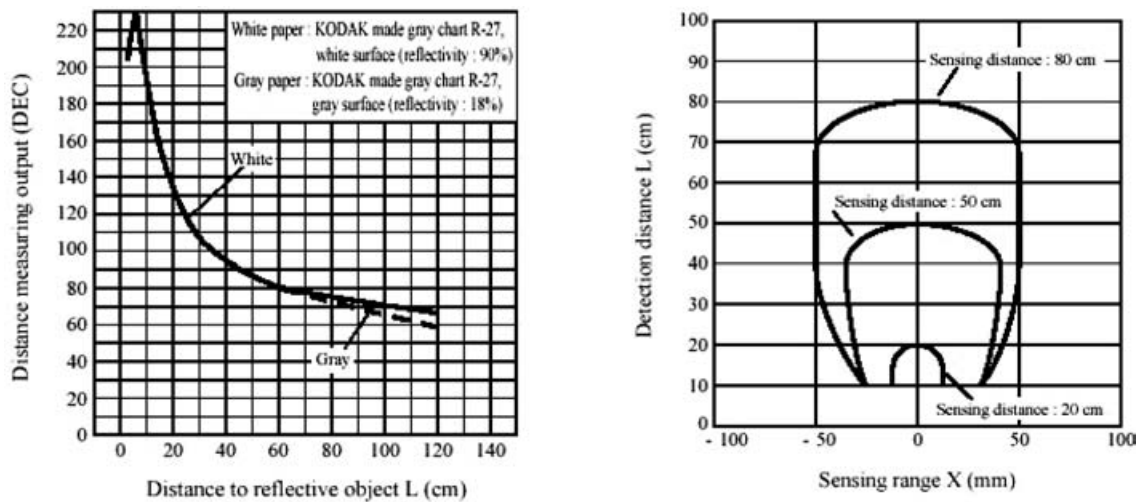 White paper : KODAK made gray chart R-27,
white surface (reflectivity : 90%)
Gray paper : KODAK made gray chart R-27,
gray surface (reflectivity : 18%)
White
Gray
Distance measuring output (DEC)
220
200
180
160
140
120
100
80
60
40
20
0
0 20 40 60 80 100 120 140
Distance to reflective object L (cm)
Sensing distance : 80 cm
Sensing distance : 50 cm
Sensing distance : 20 cm
Detection distance L (cm)
100
90
80
70
60
50
40
30
20
10
0
- 100 - 50 0 50 100
Sensing range X (mm)